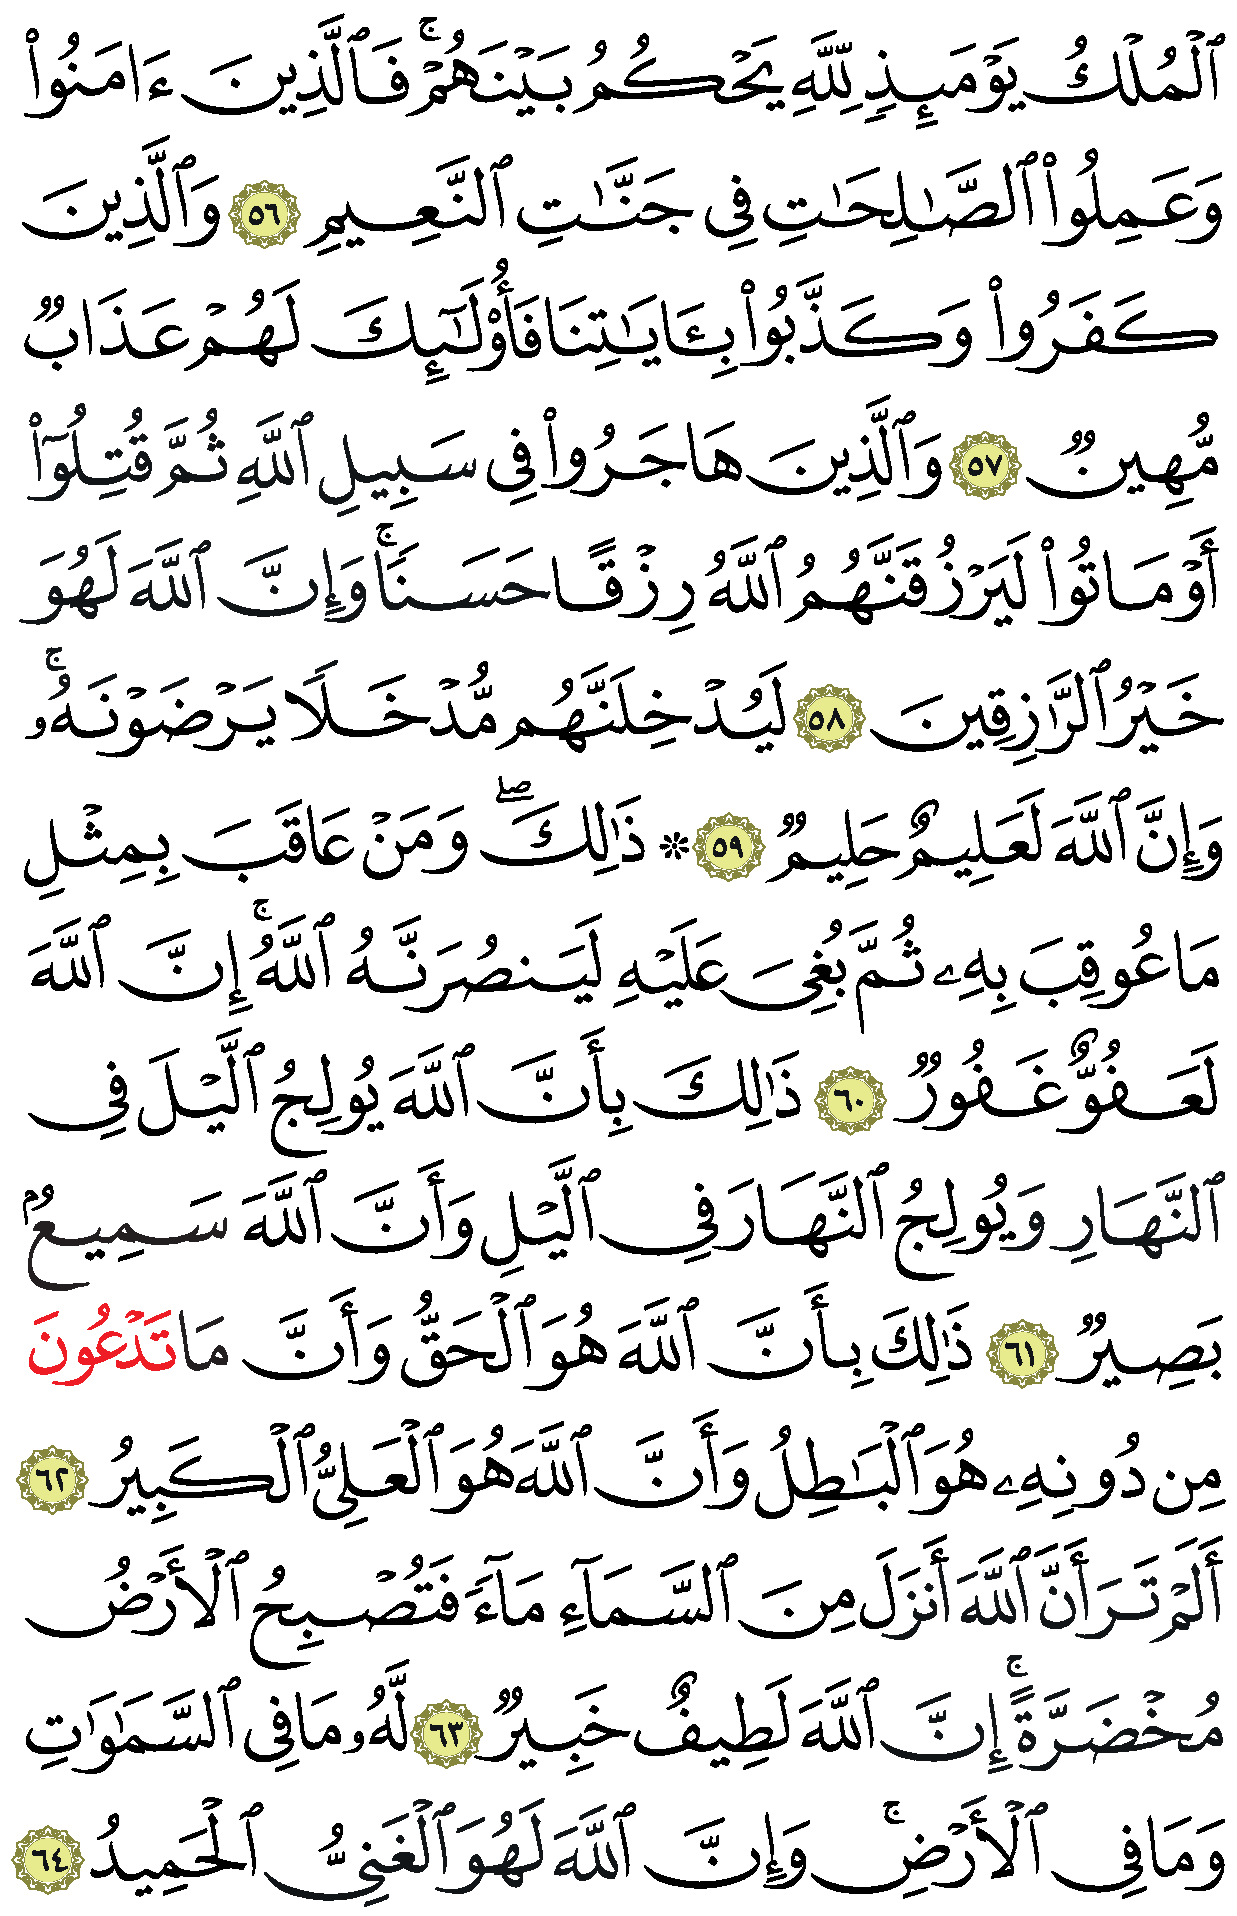 ٱلۡمُلۡكُ يَوۡمَئِذٖ لِّلَّهِ يَحۡكُمُ بَيۡنَهُمۡۚ فَٱلَّذِينَ ءَامَنُواْ
وَعَمِلُواْ ٱلصَّٰلِحَٰتِ فِي جَنَّٰتِ ٱلنَّعِيمِ ٥٦ وَٱلَّذِينَ
كَفَرُواْ وَكَذَّبُواْ بِـَٔايَٰتِنَا فَأُوْلَٰٓئِكَ لَهُمۡ عَذَابٞ
مُّهِينٞ ٥٧ وَٱلَّذِينَ هَاجَرُواْ فِي سَبِيلِ ٱللَّهِ ثُمَّ قُتِلُوٓاْ
أَوۡ مَاتُواْ لَيَرۡزُقَنَّهُمُ ٱللَّهُ رِزۡقًا حَسَنٗاۚ وَإِنَّ ٱللَّهَ لَهُوَ
خَيۡرُ ٱلرَّٰزِقِينَ ٥٨ لَيُدۡخِلَنَّهُم مُّدۡخَلٗا يَرۡضَوۡنَهُۥۚ
وَإِنَّ ٱللَّهَ لَعَلِيمٌ حَلِيمٞ ٥٩ ۞ ذَٰلِكَۖ وَمَنۡ عَاقَبَ بِمِثۡلِ
مَا عُوقِبَ بِهِۦ ثُمَّ بُغِيَ عَلَيۡهِ لَيَنصُرَنَّهُ ٱللَّهُۚ إِنَّ ٱللَّهَ
لَعَفُوٌّ غَفُورٞ ٦٠ ذَٰلِكَ بِأَنَّ ٱللَّهَ يُولِجُ ٱلَّيۡلَ فِي
ٱلنَّهَارِ وَيُولِجُ ٱلنَّهَارَ فِي ٱلَّيۡلِ وَأَنَّ ٱللَّهَ سَمِيعُۢ
بَصِيرٞ ٦١ ذَٰلِكَ بِأَنَّ ٱللَّهَ هُوَ ٱلۡحَقُّ وَأَنَّ مَا تَدۡعُونَ
مِن دُونِهِۦ هُوَ ٱلۡبَٰطِلُ وَأَنَّ ٱللَّهَ هُوَ ٱلۡعَلِيُّ ٱلۡكَبِيرُ ٦٢
أَلَمۡ تَرَ أَنَّ ٱللَّهَ أَنزَلَ مِنَ ٱلسَّمَآءِ مَآءٗ فَتُصۡبِحُ ٱلۡأَرۡضُ
مُخۡضَرَّةًۚ إِنَّ ٱللَّهَ لَطِيفٌ خَبِيرٞ ٦٣ لَّهُۥ مَا فِي ٱلسَّمَٰوَٰتِ
وَمَا فِي ٱلۡأَرۡضِۚ وَإِنَّ ٱللَّهَ لَهُوَ ٱلۡغَنِيُّ ٱلۡحَمِيدُ ٦٤